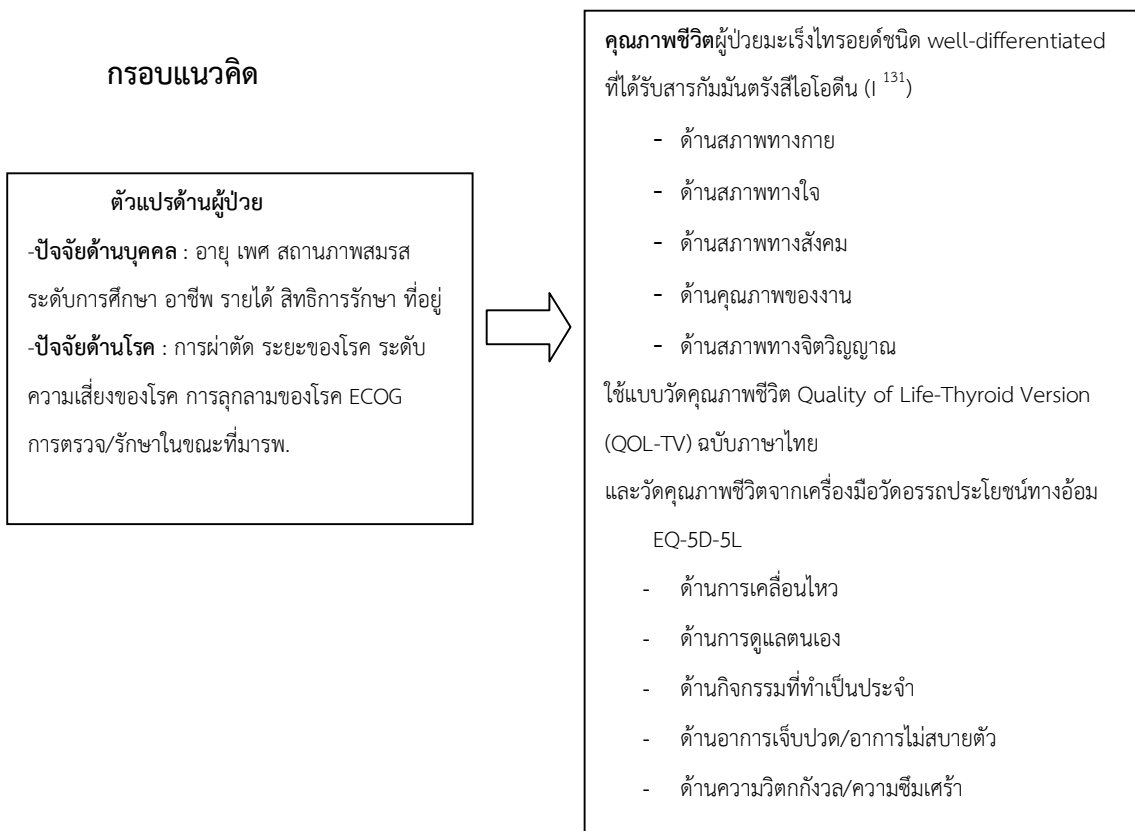 กรอบแนวคิด
ตัวแปรด้านผู้ป่วย
-ปัจจัยด้านบุคคล : อายุ เพศ สถานภาพสมรส
ระดับการศึกษา อาชีพ รายได้ สิทธิการรักษา ที่อยู่
-ปัจจัยด้านโรค : การผ่าตัด ระยะของโรค ระดับ
ความเสี่ยงของโรค การลุกลามของโรค ECOG
การตรวจ/รักษาในขณะที่มารพ.
คุณภาพชีวิตผู้ป่วยมะเร็งไทรอยด์ชนิด well-differentiated
ที่ได้รับสารกัมมันตรังสีไอโอดีน (I ¹³¹)
- ด้านสภาพทางกาย
- ด้านสภาพทางใจ
- ด้านสภาพทางสังคม
- ด้านคุณภาพของงาน
- ด้านสภาพทางจิตวิญญาณ
ใช้แบบวัดคุณภาพชีวิต Quality of Life-Thyroid Version
(QOL-TV) ฉบับภาษาไทย
และวัดคุณภาพชีวิตจากเครื่องมือวัดอรรถประโยชน์ทางอ้อม
EQ-5D-5L
- ด้านการเคลื่อนไหว
- ด้านการดูแลตนเอง
- ด้านกิจกรรมที่ทำเป็นประจำ
- ด้านอาการเจ็บปวด/อาการไม่สบายตัว
- ด้านความวิตกกังวล/ความซึมเศร้า